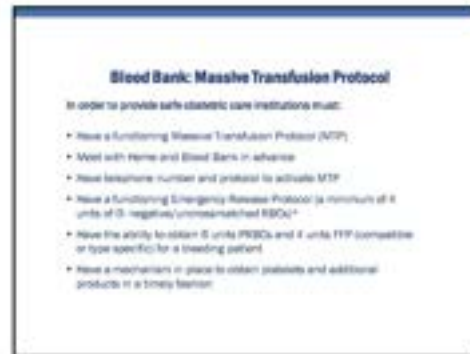 Blood Bank: Massive Transfusion Protocol
In order to provide safe obstetric care institutions must:
• Have a functioning Massive Transfusion Protocol (MTP)
• Meet with Heme and Blood Bank in advance
• Have telephone number and protocol to activate MTP
• Have a functioning Emergency Release Protocol (a minimum of 4
units of O negative/uncrossmatched RBCs)
• Have the ability to obtain 6 units PRBCs and 4 units FFP (compatible
or type specific) for a bleeding patient
• Have a mechanism in place to obtain platelets and additional
products in a timely fashion